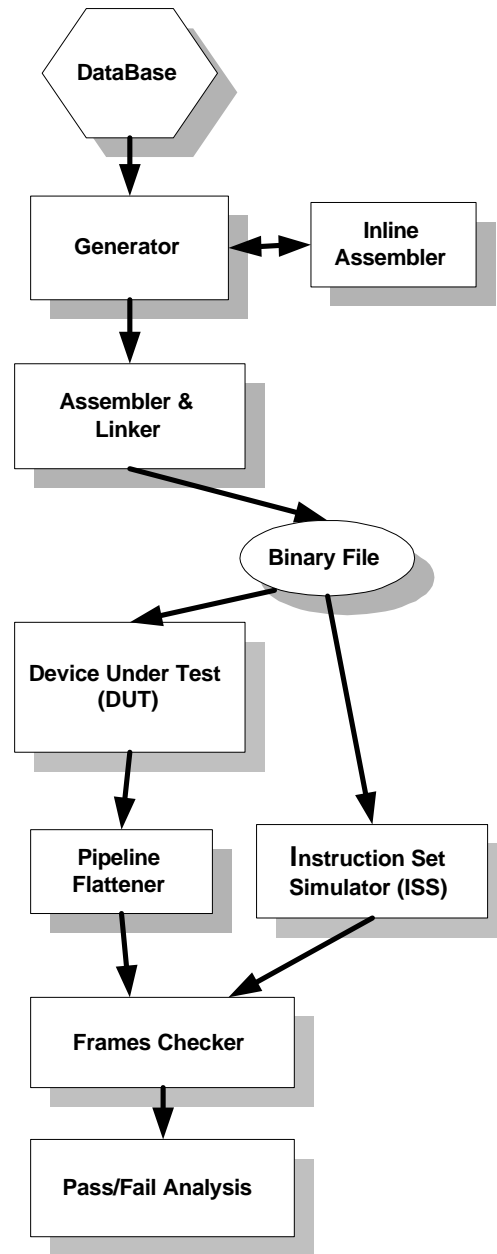 DataBase
Generator
Inline
Assembler
Assembler &
Linker
Binary File
Device Under Test
(DUT)
Pipeline
Flattener
Instruction Set
Simulator (ISS)
Frames Checker
Pass/Fail Analysis